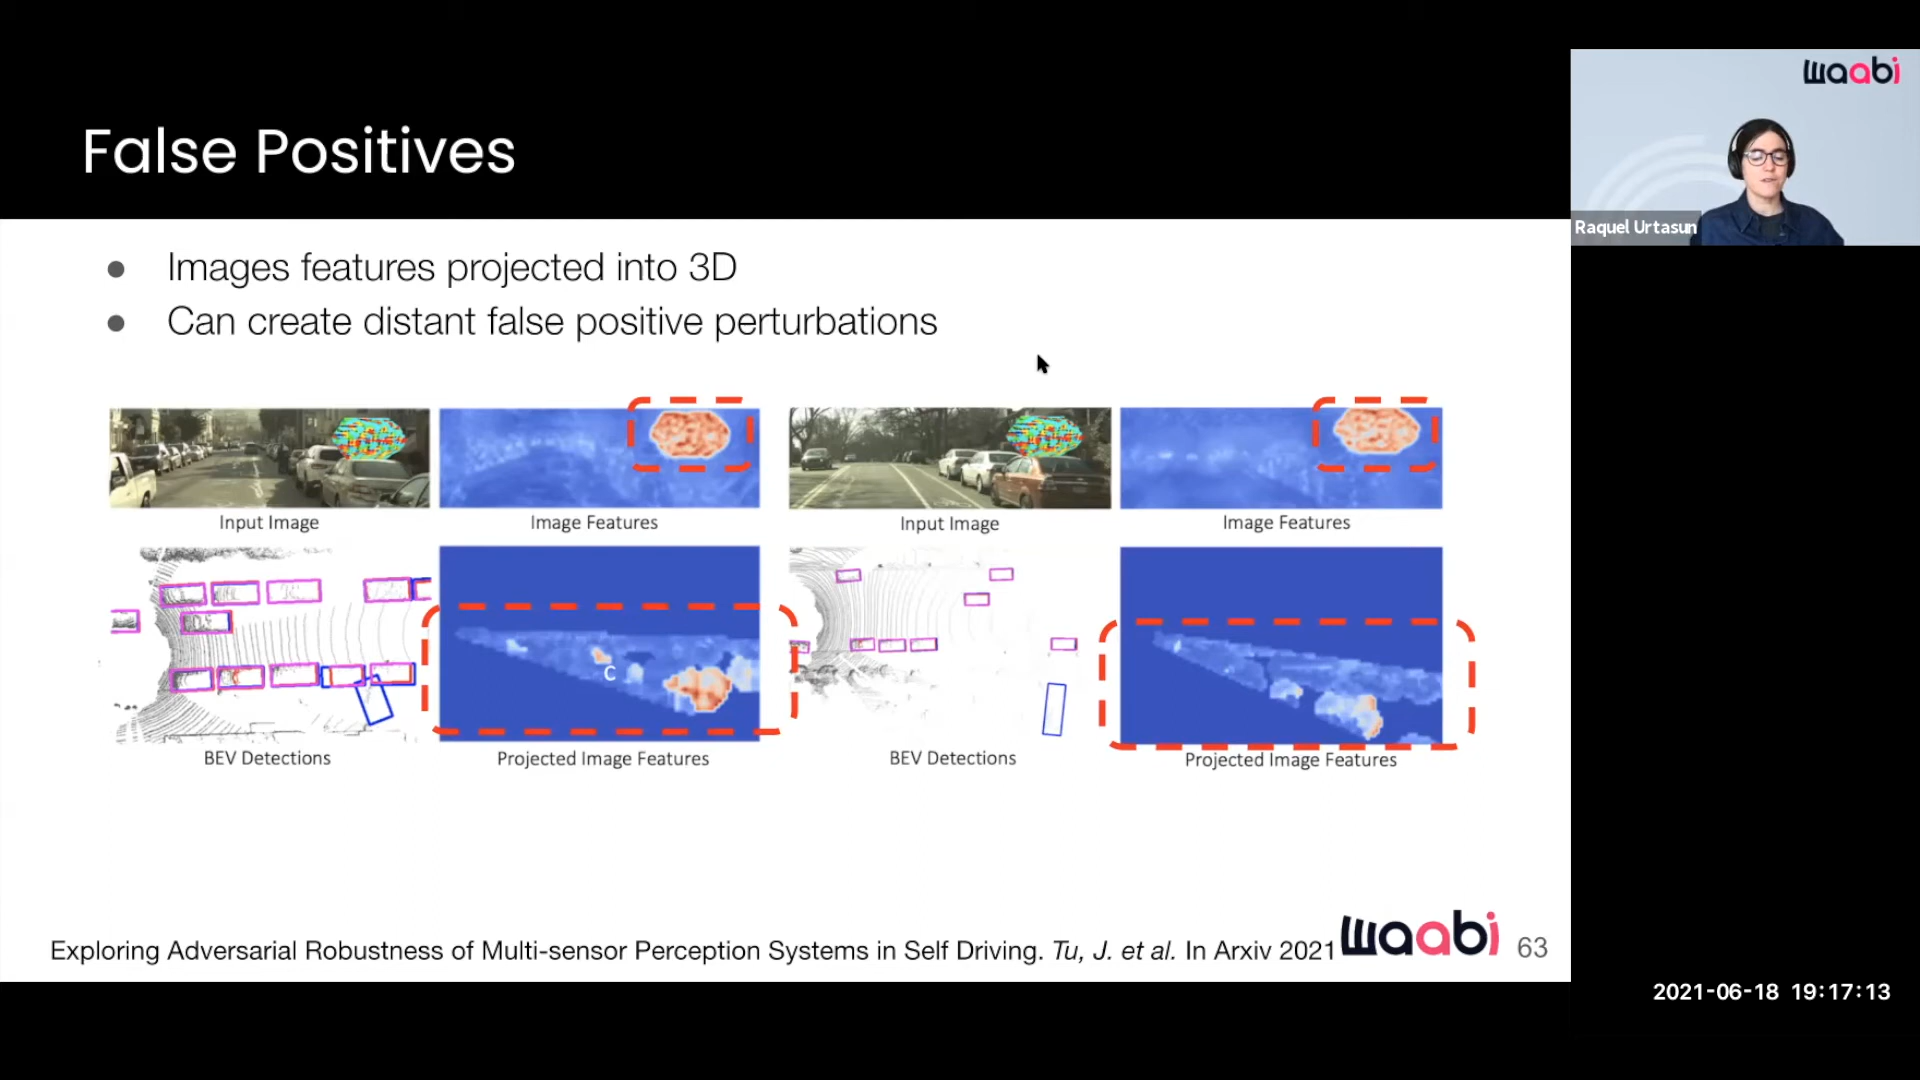 waabi
False Positives
Raquel Urtasun
Images features projected into 3D
Can create distant false positive perturbations
Input Image
Image Features
Input Image
Image Features
C
BEV Detections
Projected Image Features
BEV Detections
Projected Image Features
Exploring Adversarial Robustness of Multi-sensor Perception Systems in Self Driving. Tu, J. et al. In Arxiv 2021
waabi 63
2021-06-18 19:17:13